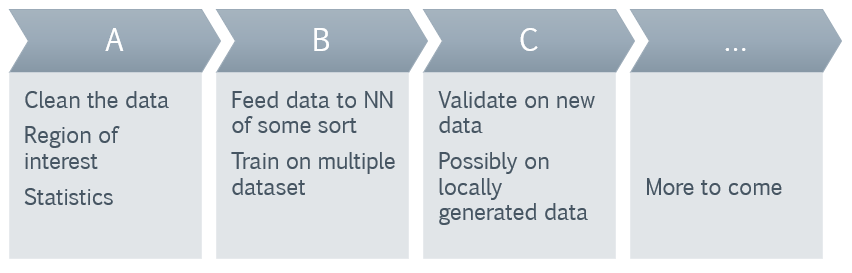 A
Clean the data
Region of
interest
Statistics
B
Feed data to NN
of some sort
Train on multiple
dataset
C
Validate on new
data
Possibly on
locally
generated data
...
More to come